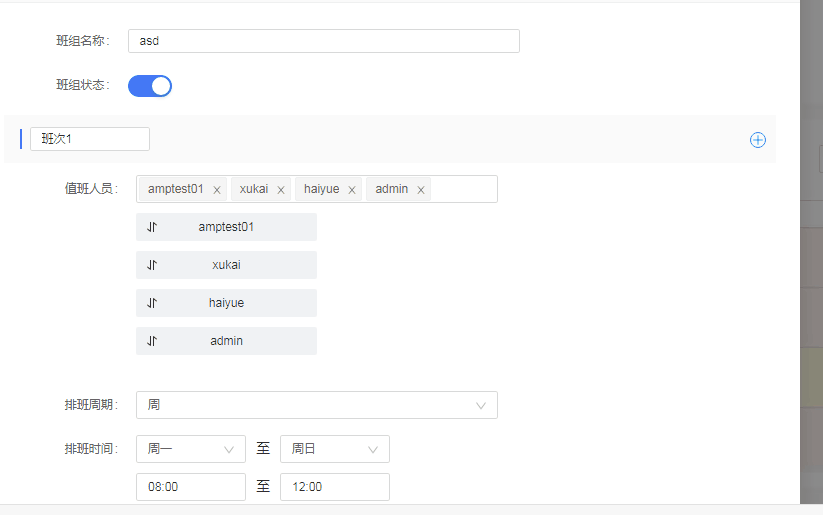 班组名称： asd
班组状态：
班次1
值班人员： amptest01 xukai haiyue admin
amptest01
xukai
haiyue
admin
排班周期： 周
排班时间： 周一 至 周日
08:00 至 12:00